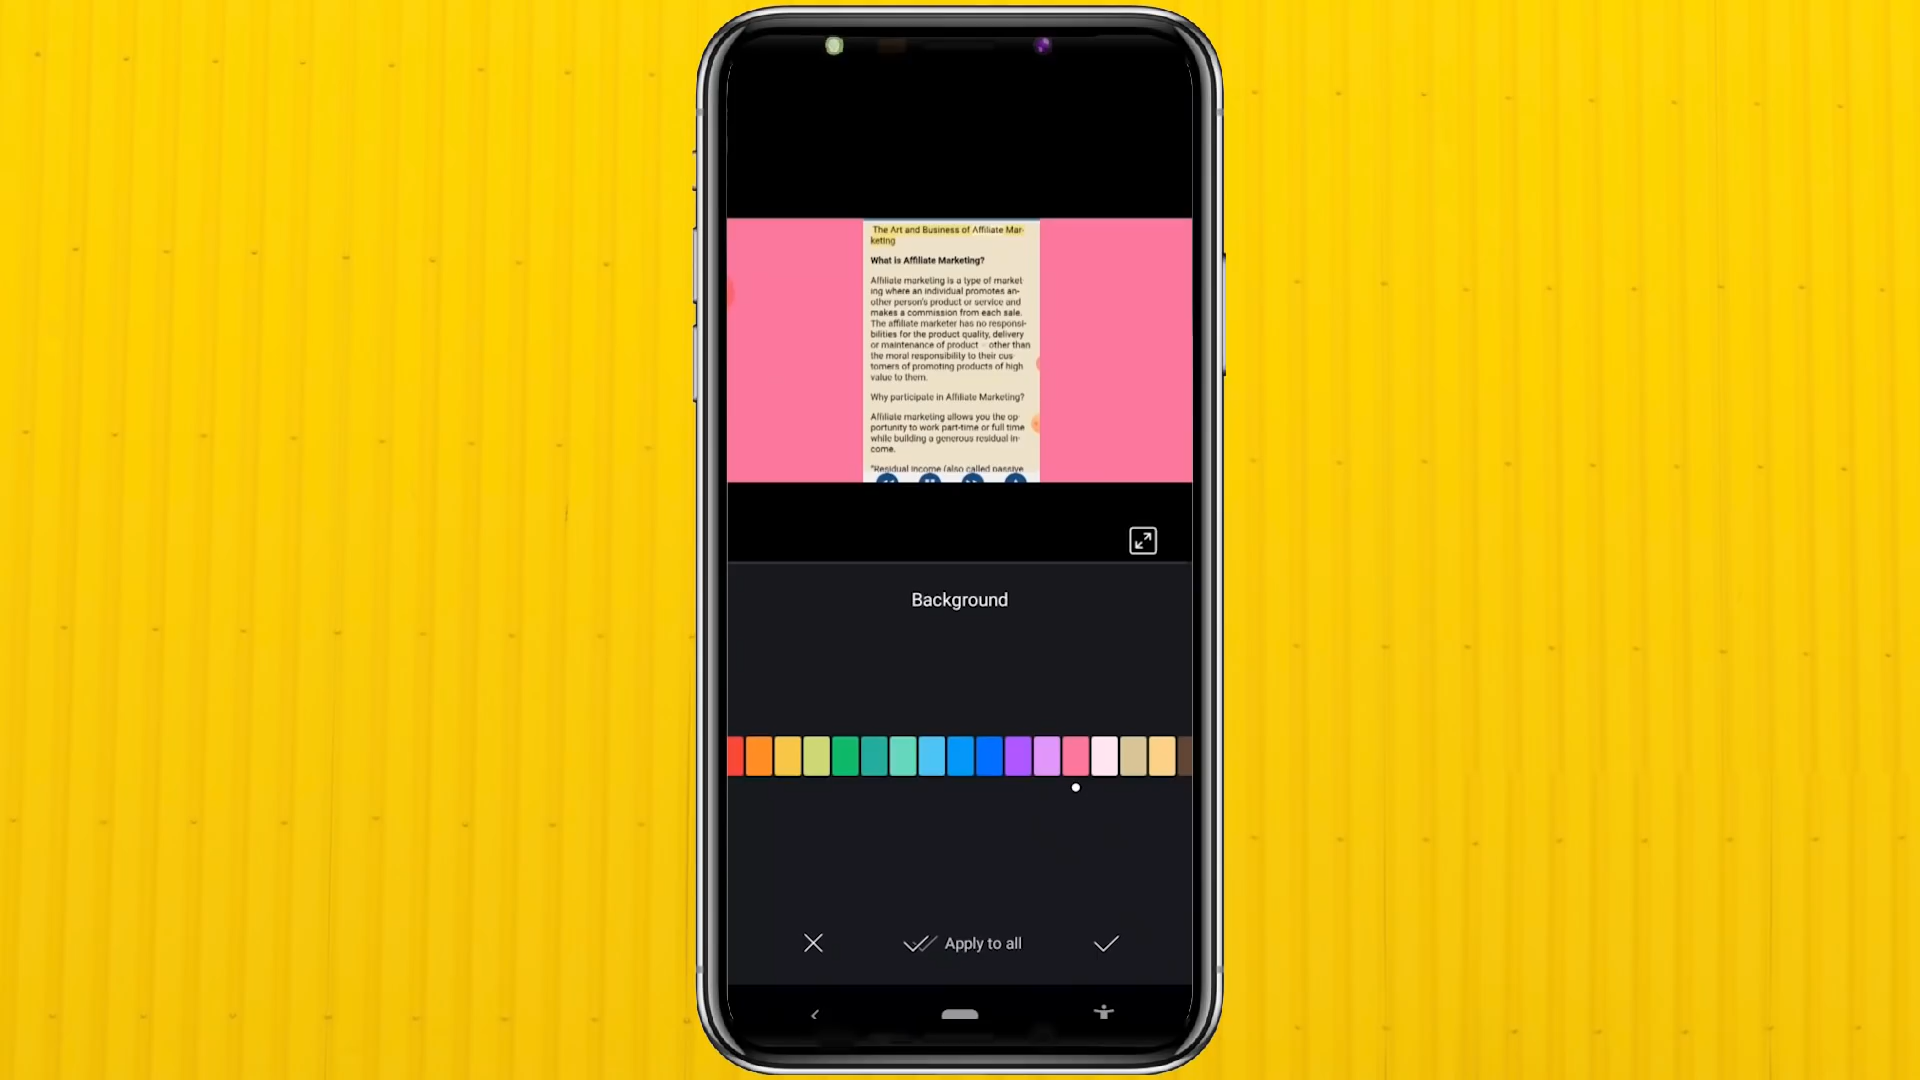 The Art and Business of Affiliate Mar-
keting
What is Affiliate Marketing?
Affiliate marketing is a type of market-
ing where an individual promotes an-
other person's product or service and
makes a commission from each sale.
The affiliate marketer has no responsi-
bilities for the product quality, delivery
or maintenance of product – other than
the moral responsibility to their cus-
tomers of promoting products of high
value to them.
Why participate in Affiliate Marketing?
Affiliate marketing allows you the op-
portunity to work part-time or full time
while building a generous residual in-
come.
"Residual income (also called passive
Background
Apply to all